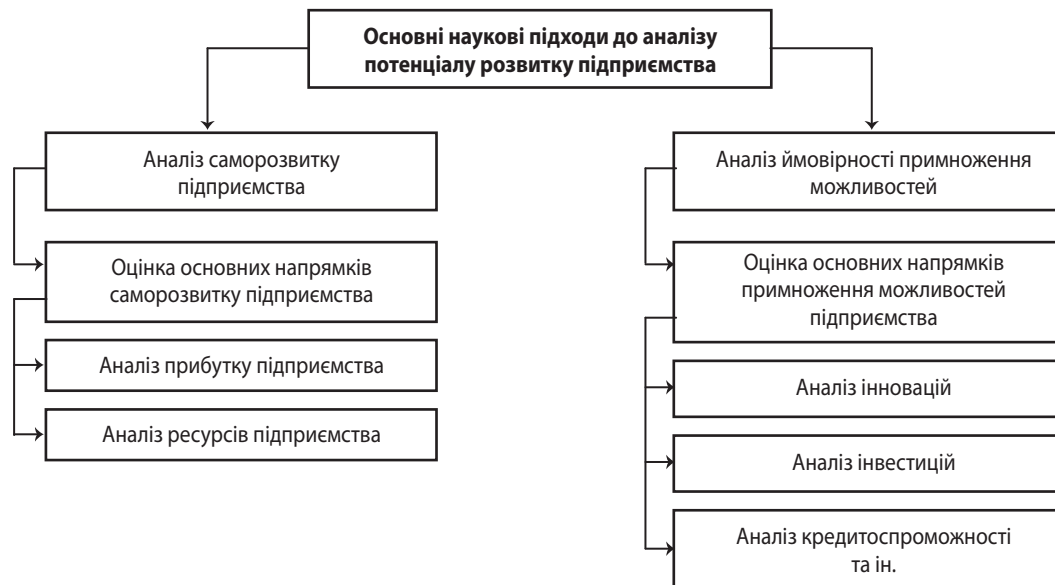 Основні наукові підходи до аналізу
потенціалу розвитку підприємства
Аналіз саморозвитку
підприємства
Оцінка основних напрямків
саморозвитку підприємства
Аналіз прибутку підприємства
Аналіз ресурсів підприємства
Аналіз ймовірності примноження
можливостей
Оцінка основних напрямків
примноження можливостей
підприємства
Аналіз інновацій
Аналіз інвестицій
Аналіз кредитоспроможності
та ін.